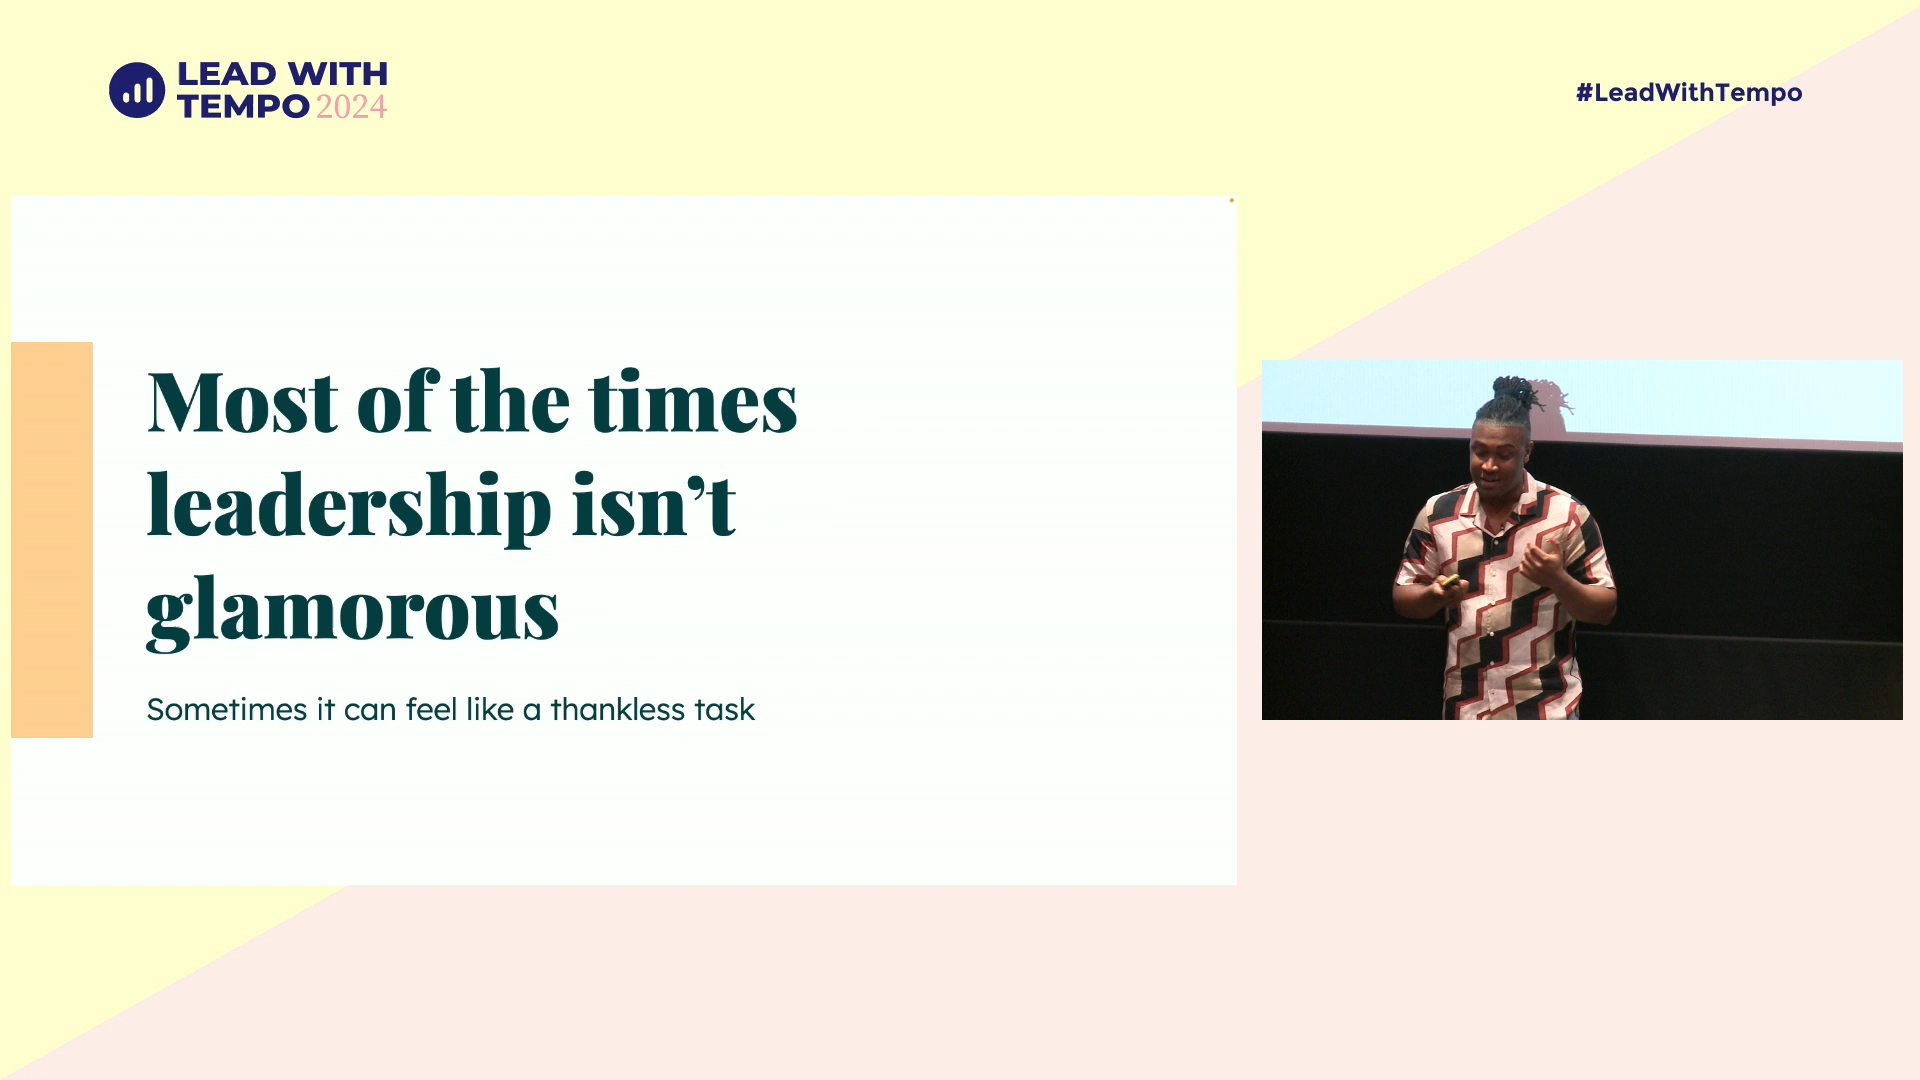 LEAD WITH
TEMPO 2024
#LeadWithTempo
Most of the times
leadership isn’t
glamorous
Sometimes it can feel like a thankless task